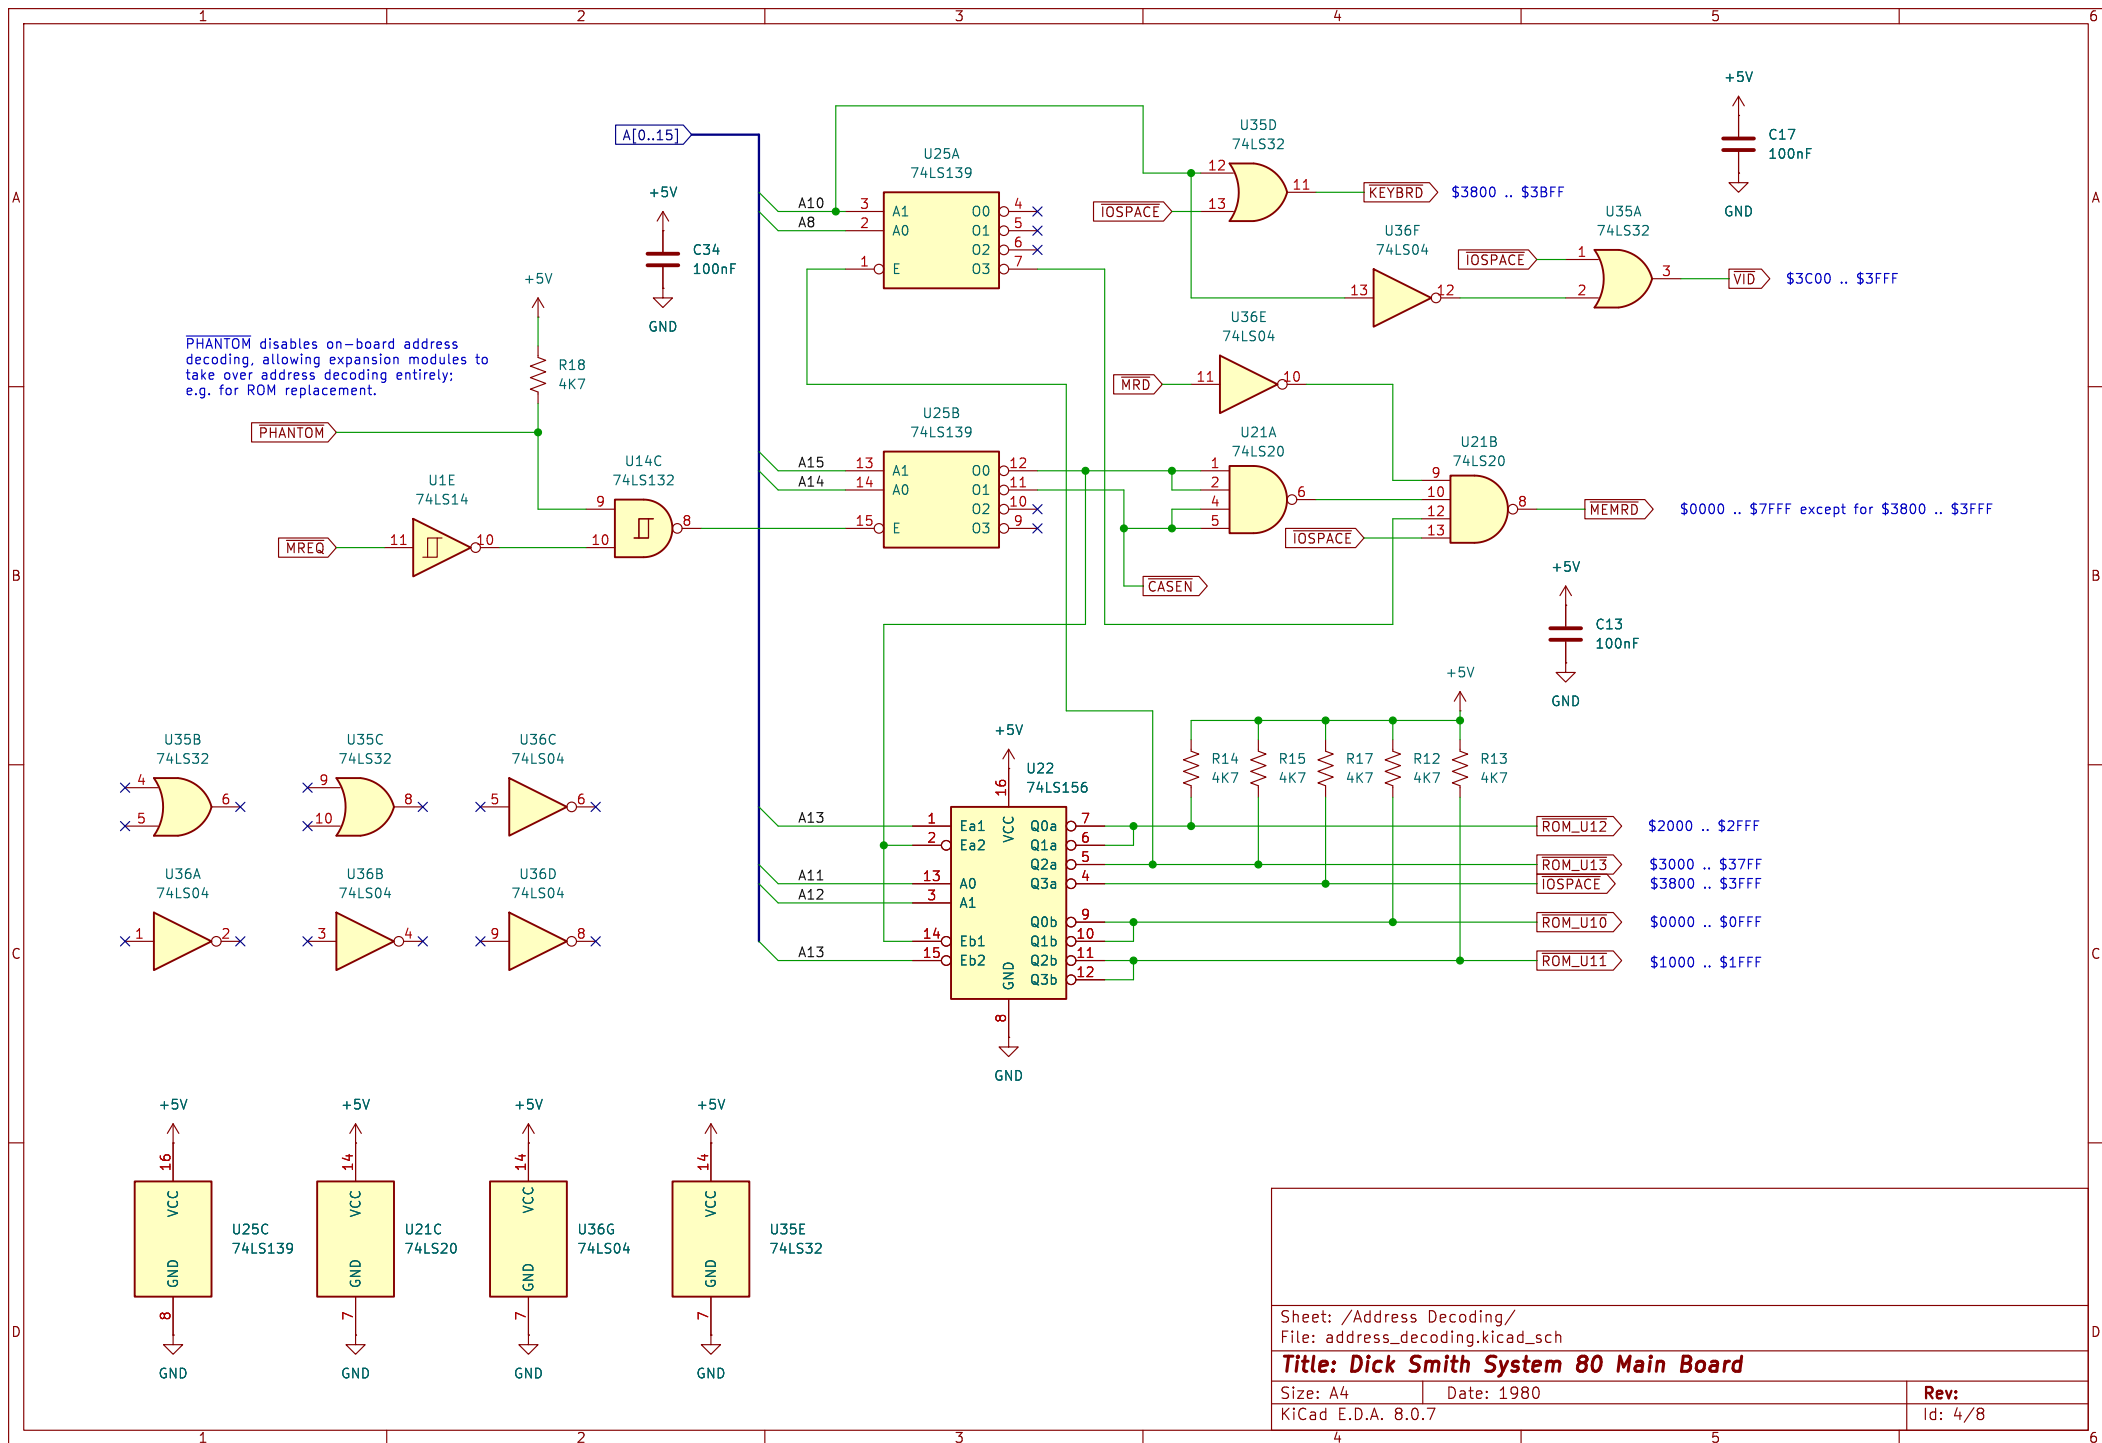 1 2 3 4 5 6
A
B
C
D
A
B
C
D
1 2 3 4 5 6
A[0..15]
+5V
C34
100nF
GND
+5V
R18
4K7
PHANTOM disables on-board address
decoding, allowing expansion modules to
take over address decoding entirely;
e.g. for ROM replacement.
PHANTOM
MREQ
U1E
74LS14
11 10
U14C
74LS132
9
10
8
U25A
74LS139
A10 3 A1 O0 4
A8 2 A0 O1 5
O2 6
1 E O3 7
U25B
74LS139
A15 13 A1 O0 12
A14 14 A0 O1 11
O2 10
15 E O3 9
U35D
74LS32
12
13
11
IOSPACE
KEYBRD $3800 .. $3BFF
+5V
C17
100nF
GND
U35A
74LS32
IOSPACE 1
2
3
VID $3C00 .. $3FFF
U36F
74LS04
13 12
U36E
74LS04
MRD 11 10
U21A
74LS20
1
2
4
5
6
U21B
74LS20
9
10
12
13
8
IOSPACE
MEMRD $0000 .. $7FFF except for $3800 .. $3FFF
CASEN
+5V
C13
100nF
GND
+5V
R14
4K7
R15
4K7
R17
4K7
R12
4K7
R13
4K7
+5V
U22
74LS156
16
VCC
A13 1 Ea1 Q0a 7
2 Ea2 Q1a 6
Q2a 5
A11 13 A0 Q3a 4
A12 3 A1
Q0b 9
14 Eb1 Q1b 10
A13 15 Eb2 Q2b 11
Q3b 12
GND
8
GND
ROM_U12 $2000 .. $2FFF
ROM_U13 $3000 .. $37FF
IOSPACE $3800 .. $3FFF
ROM_U10 $0000 .. $0FFF
ROM_U11 $1000 .. $1FFF
U35B
74LS32
4
5
6
U35C
74LS32
9
10
8
U36C
74LS04
5 6
U36A
74LS04
1 2
U36B
74LS04
3 4
U36D
74LS04
9 8
+5V
16
VCC
GND
8
GND
U25C
74LS139
+5V
14
VCC
GND
7
GND
U21C
74LS20
+5V
14
VCC
GND
7
GND
U36G
74LS04
+5V
14
VCC
GND
7
GND
U35E
74LS32
Sheet: /Address Decoding/
File: address_decoding.kicad_sch
Title: Dick Smith System 80 Main Board
Size: A4 Date: 1980 Rev:
KiCad E.D.A. 8.0.7 Id: 4/8